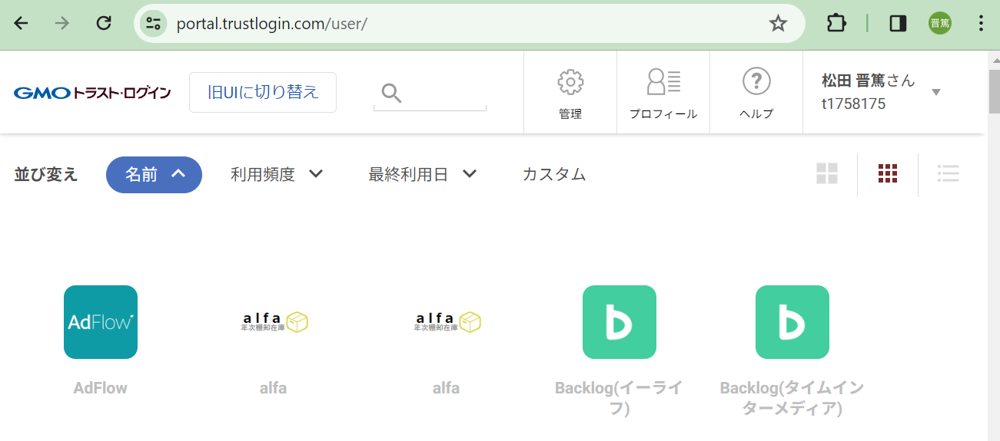 portal.trustlogin.com/user/
晋篤
GMOトラスト・ログイン
旧UIに切り替え
管理
プロフィール
ヘルプ
松田 晋篤さん
t1758175
並び変え
名前
利用頻度
最終利用日
カスタム
AdFlow
alfa
年次棚卸在庫
alfa
年次棚卸在庫
b
b
AdFlow
alfa
alfa
Backlog(イーライ
フ)
Backlog(タイムイン
ターメディア)